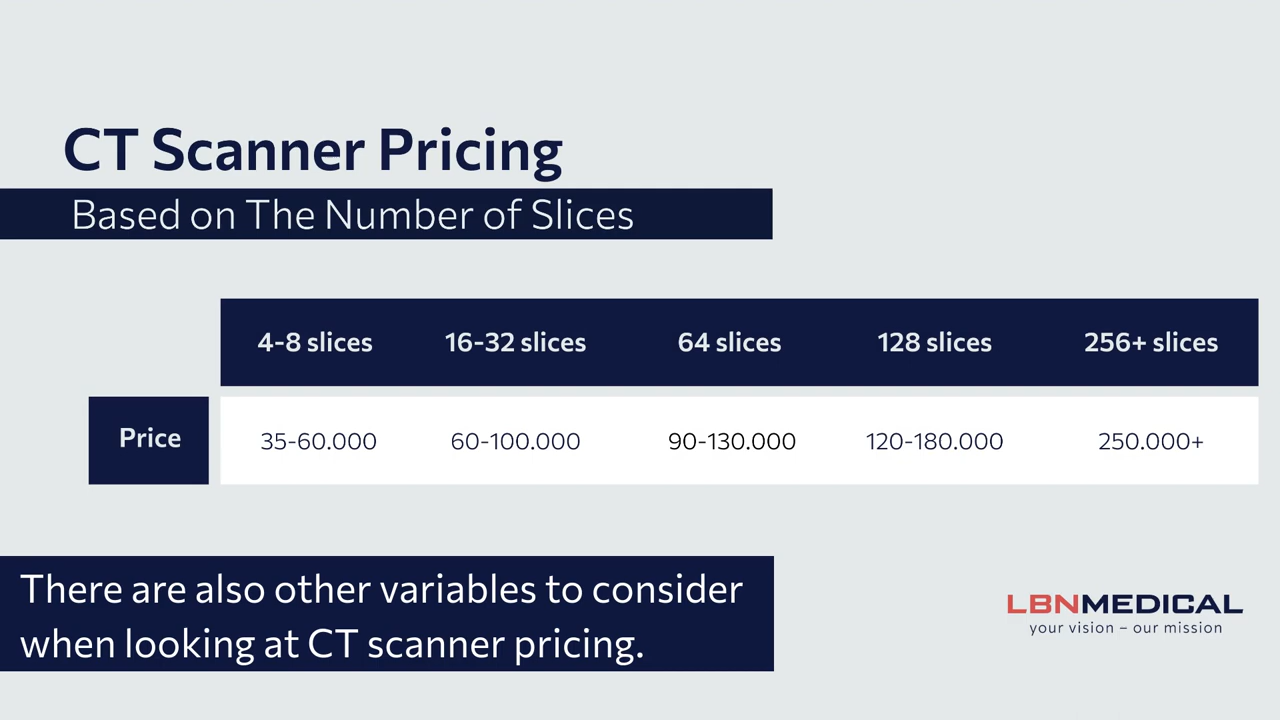 CT Scanner Pricing
Based on The Number of Slices
4-8 slices 16-32 slices 64 slices 128 slices 256+ slices
Price 35-60.000 60-100.000 90-130.000 120-180.000 250.000+
There are also other variables to consider
when looking at CT scanner pricing.
LBNMEDICAL
your vision – our mission